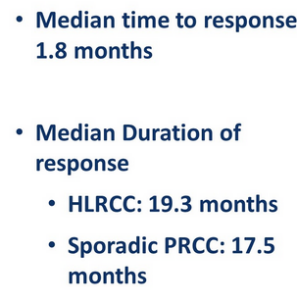 • Median time to response
1.8 months
• Median Duration of
response
• HLRCC: 19.3 months
• Sporadic PRCC: 17.5
months